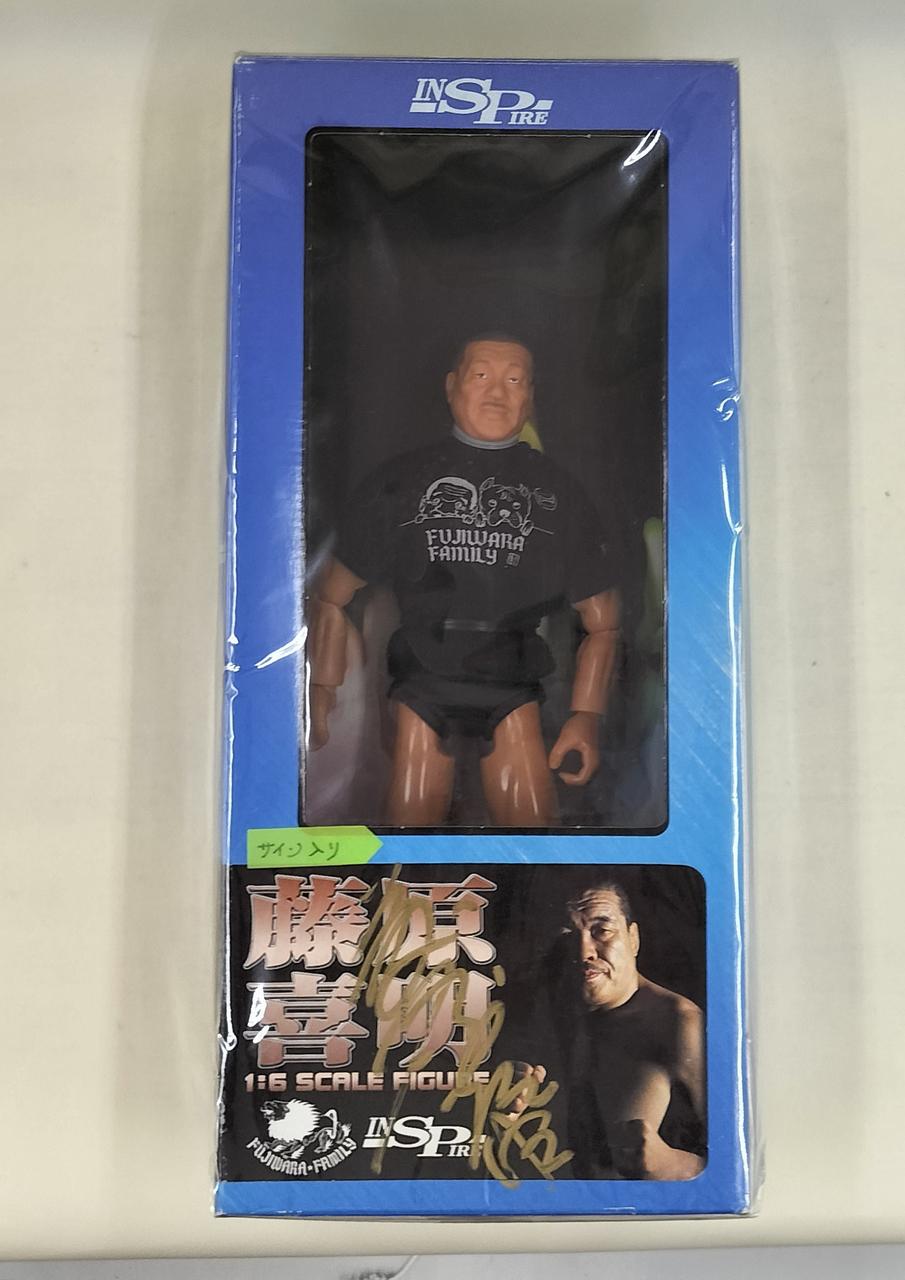 INSPIRE
FUJIWARA
FAMILY
サイン入り
藤原
喜明
1:6 SCALE FIGURE
FUJIWARA・FAMILY
INSPIRE